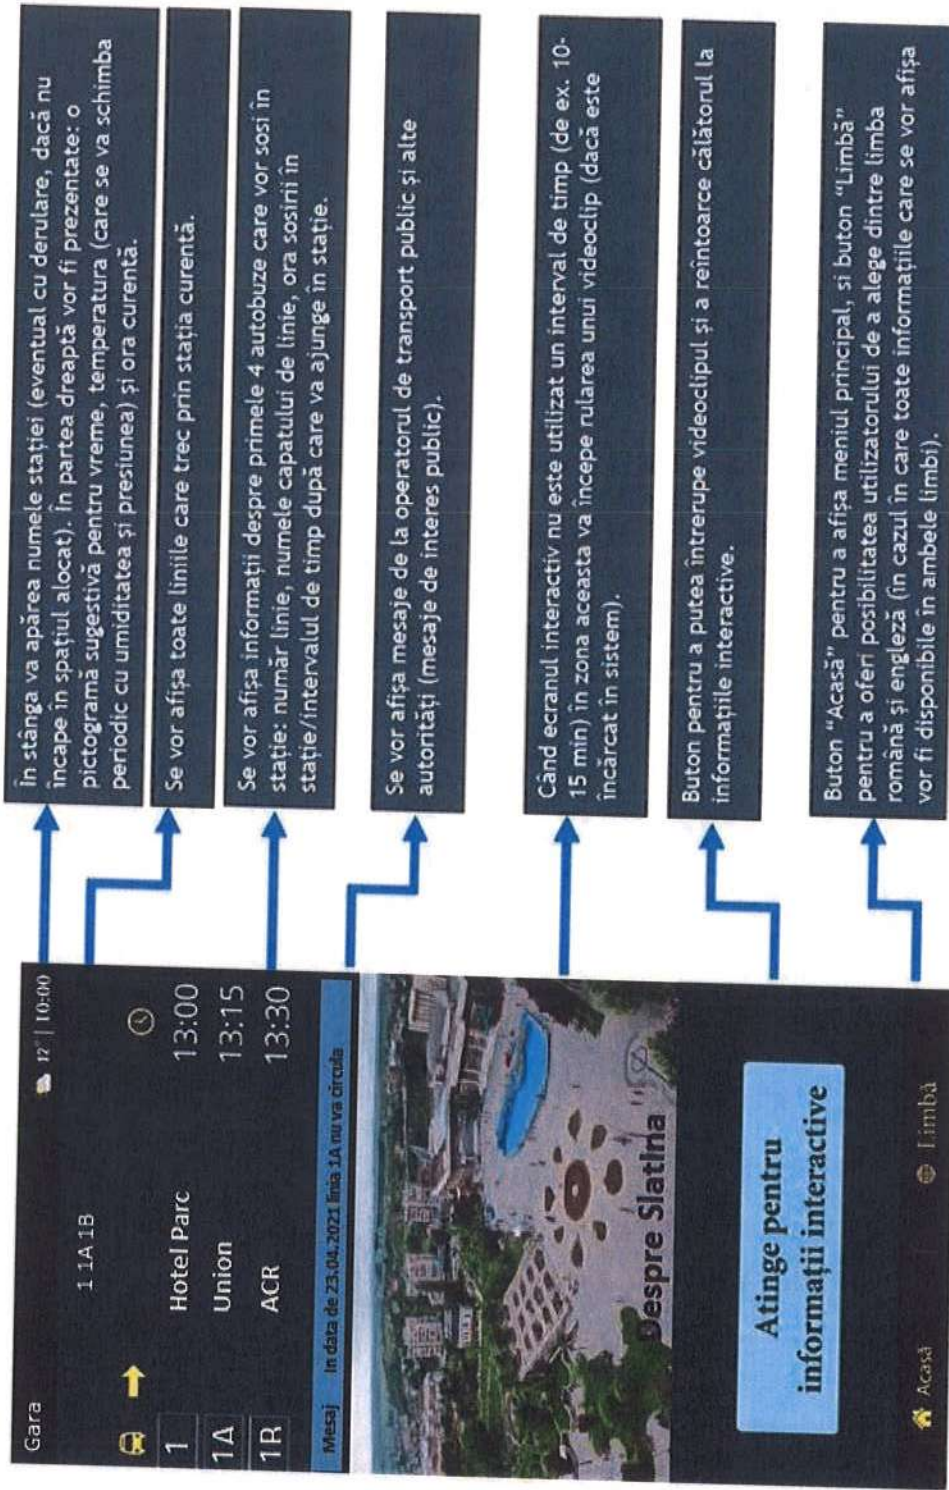 Gara
12° | 10:00
1 1A 1B
1 Hotel Parc 13:00
1A Union 13:15
1R ACR 13:30
Mesaj In data de 23.04.2021 linia 1A nu va circula
Despre Slatina
Atinge pentru
informații interactive
Acasă
Limbă
În stânga va apărea numele stației (eventual cu derulare, dacă nu
încape în spațiul alocat). În partea dreaptă vor fi prezentate: o
pictogramă sugestivă pentru vreme, temperatura (care se va schimba
periodic cu umiditatea și presiunea) și ora curentă.
Se vor afișa toate liniile care trec prin stația curentă.
Se vor afișa informații despre primele 4 autobuze care vor sosi în
stație: număr linie, numele capatului de linie, ora sosirii în
stație/intervalul de timp după care va ajunge în stație.
Se vor afișa mesaje de la operatorul de transport public și alte
autorități (mesaje de interes public).
Când ecranul interactiv nu este utilizat un interval de timp (de ex. 10-
15 min) în zona aceasta va începe rularea unui videoclip (dacă este
încărcat în sistem).
Buton pentru a putea întrerupe videoclipul și a reîntoarce călătorul la
informațiile interactive.
Buton “Acasă” pentru a afișa meniul principal, si buton “Limbă”
pentru a oferi posibilitatea utilizatorului de a alege dintre limba
română și engleză (în cazul în care toate informațiile care se vor afișa
vor fi disponibile în ambele limbi).